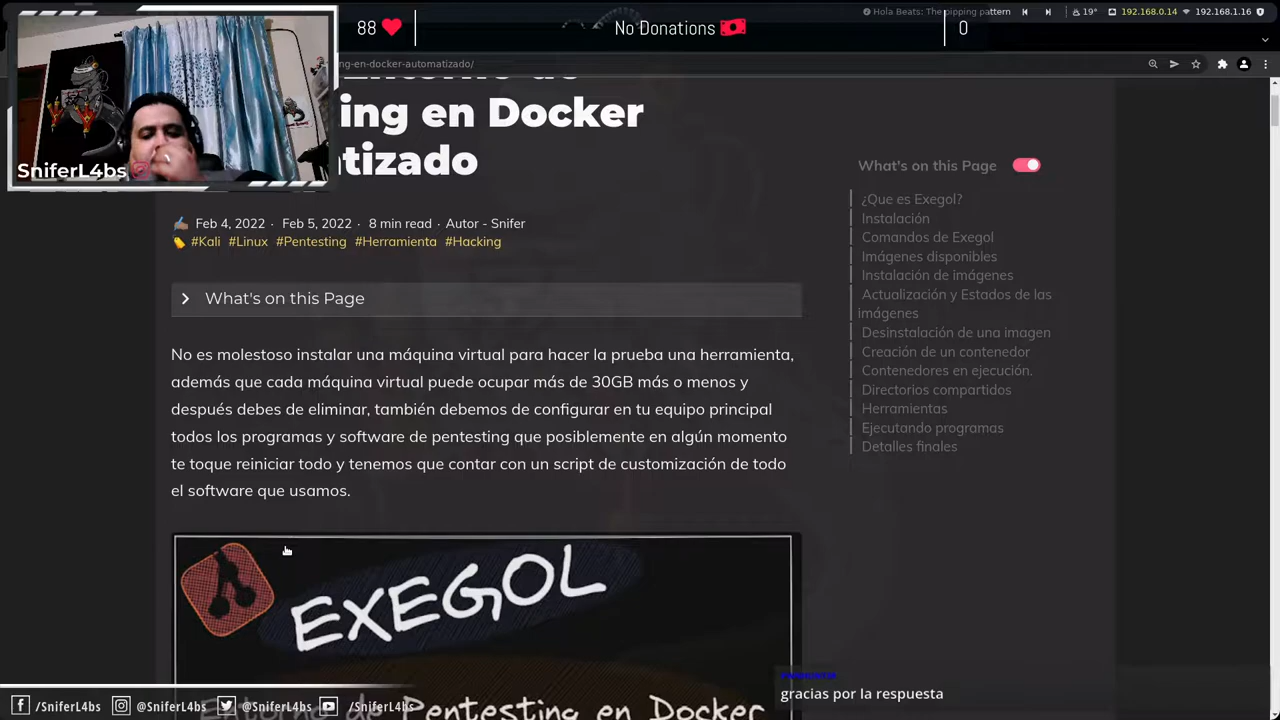 88
No Donations
0
Hola Beats: The gipping pattern
19°
192.168.0.14
192.168.1.16
ng-en-docker-automatizado/
ing en Docker
tizado
SniferL4bs
What's on this Page
¿Que es Exegol?
Instalación
Comandos de Exegol
Imágenes disponibles
Instalación de imágenes
Actualización y Estados de las
imágenes
Desinstalación de una imagen
Creación de un contenedor
Contenedores en ejecución.
Directorios compartidos
Herramientas
Ejecutando programas
Detalles finales
Feb 4, 2022 · Feb 5, 2022 · 8 min read · Autor - Snifer
#Kali #Linux #Pentesting #Herramienta #Hacking
What's on this Page
No es molestoso instalar una máquina virtual para hacer la prueba una herramienta,
además que cada máquina virtual puede ocupar más de 30GB más o menos y
después debes de eliminar, también debemos de configurar en tu equipo principal
todos los programas y software de pentesting que posiblemente en algún momento
te toque reiniciar todo y tenemos que contar con un script de customización de todo
el software que usamos.
EXEGOL
Entorno de Pentesting en Docker
gracias por la respuesta
/SniferL4bs
@SniferL4bs
@SniferL4bs
/SniferL4bs